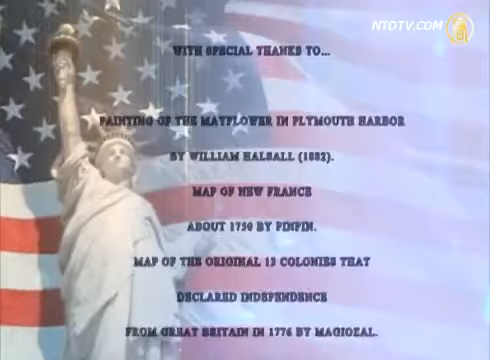 NTDTV.COM
WITH SPECIAL THANKS TO...
PAINTING OF THE MAYFLOWER IN PLYMOUTH HARBOR
BY WILLIAM HALSALL (1882).
MAP OF NEW FRANCE
ABOUT 1750 BY PINPIN.
MAP OF THE ORIGINAL 13 COLONIES THAT
DECLARED INDEPENDENCE
FROM GREAT BRITAIN IN 1776 BY MAGIOZAL.